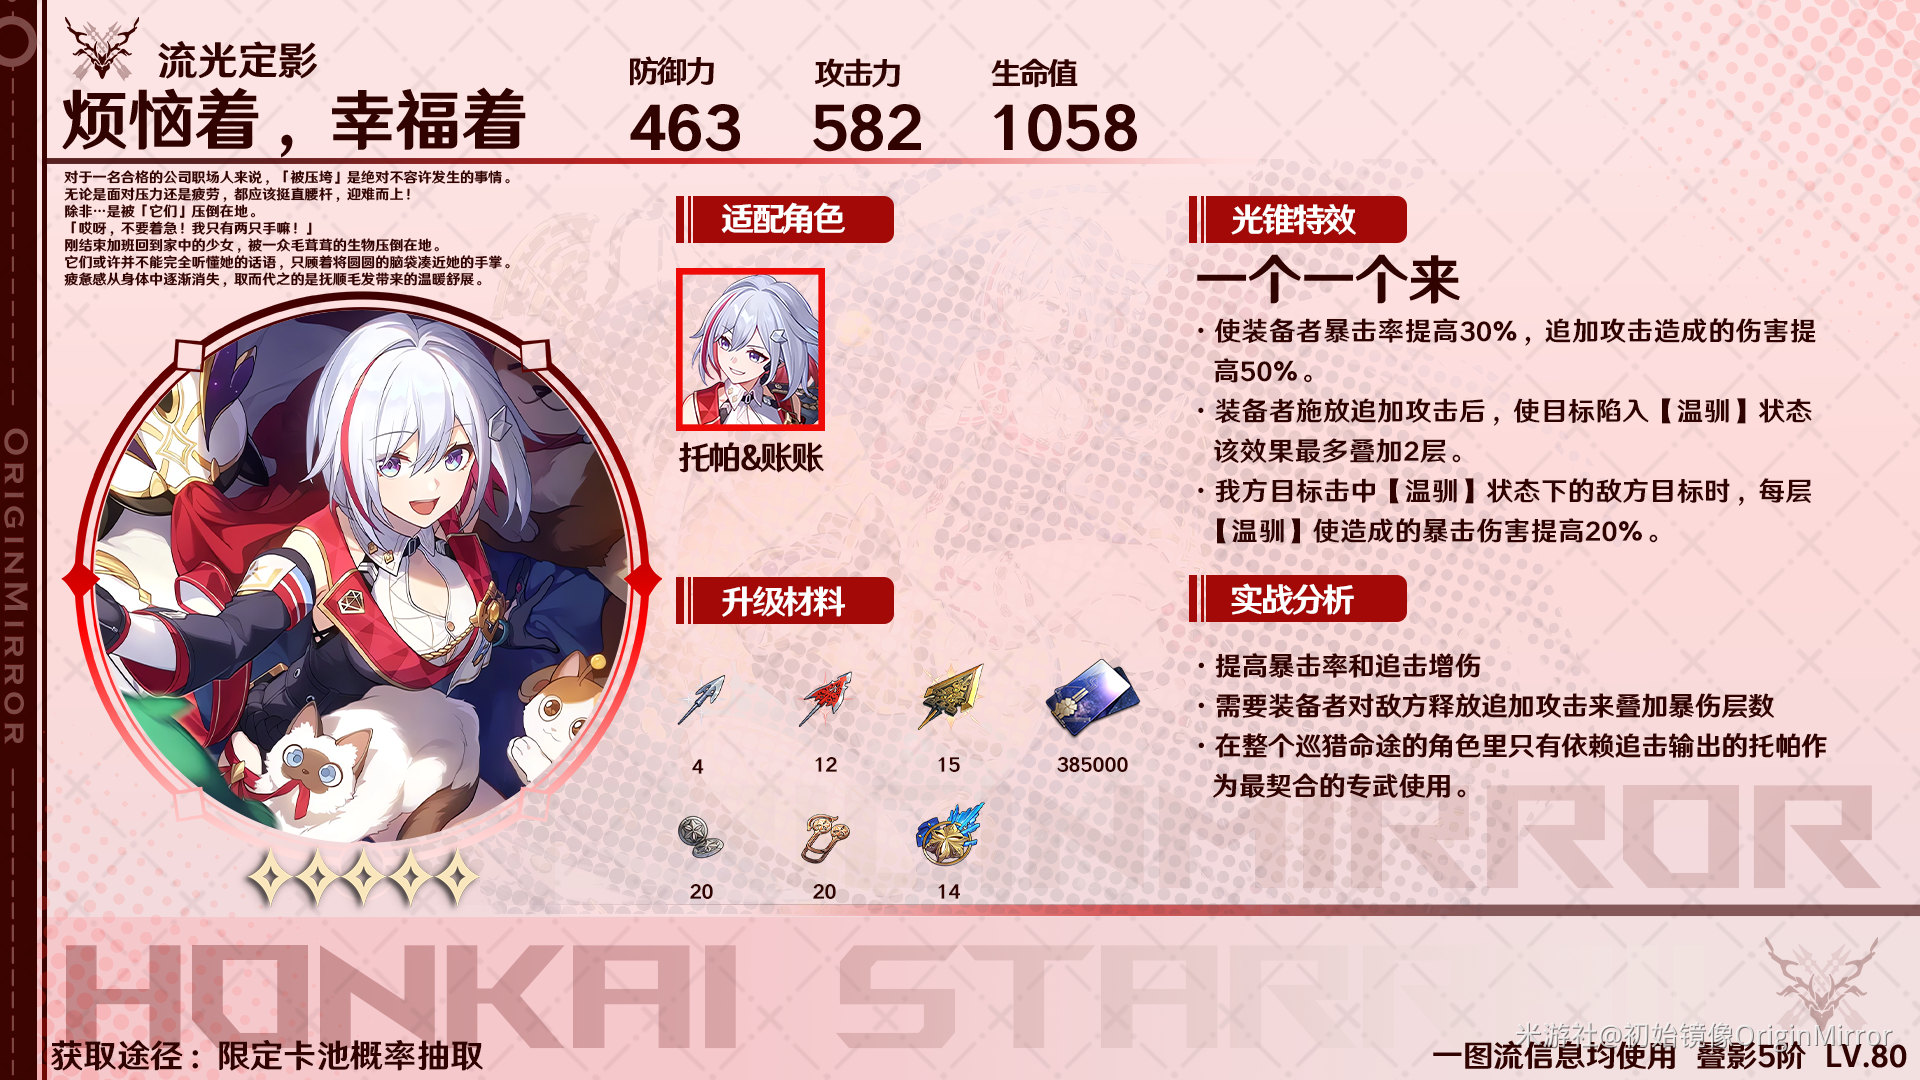 流光定影
烦恼着，幸福着
防御力
463
攻击力
582
生命值
1058
对于一名合格的公司职场人来说，「被压垮」是绝对不容许发生的事情。
无论是面对压力还是疲劳，都应该挺直腰杆，迎难而上！
除非…是被「它们」压倒在地。
「哎呀，不要着急！我只有两只手嘛！」
刚结束加班回到家中的少女，被一众毛茸茸的生物压倒在地。
它们或许并不能完全听懂她的话语，只顾着将圆圆的脑袋凑近她的手掌。
疲惫感从身体中逐渐消失，取而代之的是抚顺毛发带来的温暖舒展。
适配角色
托帕&账账
升级材料
4
12
15
385000
20
20
14
光锥特效
一个一个来
·使装备者暴击率提高30%，追加攻击造成的伤害提
高50%。
·装备者施放追加攻击后，使目标陷入【温驯】状态
该效果最多叠加2层。
·我方目标击中【温驯】状态下的敌方目标时，每层
【温驯】使造成的暴击伤害提高20%。
实战分析
·提高暴击率和追击增伤
·需要装备者对敌方释放追加攻击来叠加暴伤层数
·在整个巡猎命途的角色里只有依赖追击输出的托帕作
为最契合的专武使用。
ORIGINMIRROR
MIRROR
HONKAI STAR
获取途径：限定卡池概率抽取
米游社@初始镜像OriginMirror
一图流信息均使用 叠影5阶 LV.80